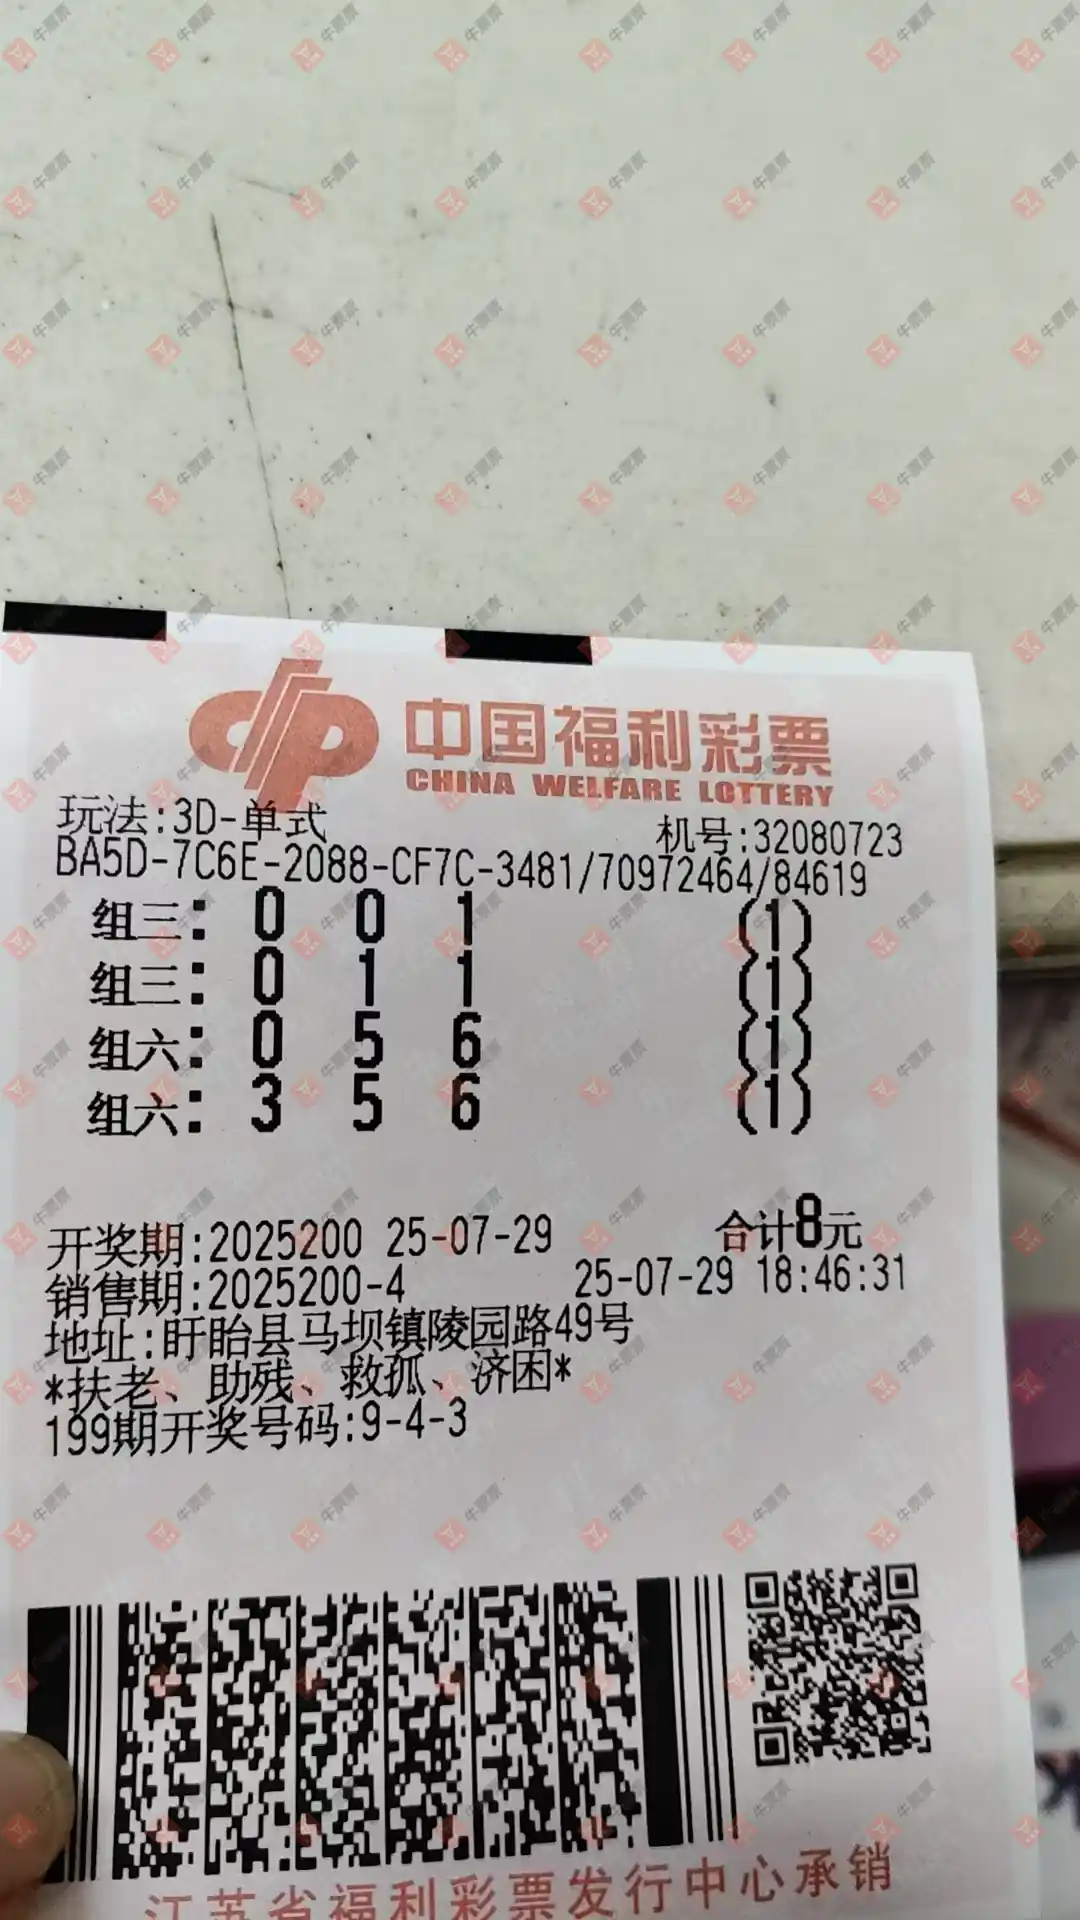 中国福利彩票
CHINA WELFARE LOTTERY
玩法:3D-单式
机号:32080723
BA5D-7C6E-2088-CF7C-3481/70972464/84619
组三: 0 0 1 (1)
组三: 0 1 1 (1)
组六: 0 5 6 (1)
组六: 3 5 6 (1)
开奖期:2025200 25-07-29 合计8元
销售期:2025200-4 25-07-29 18:46:31
地址:盱眙县马坝镇陵园路49号
*扶老、助残、救孤、济困*
199期开奖号码:9-4-3
江苏省福利彩票发行中心承销